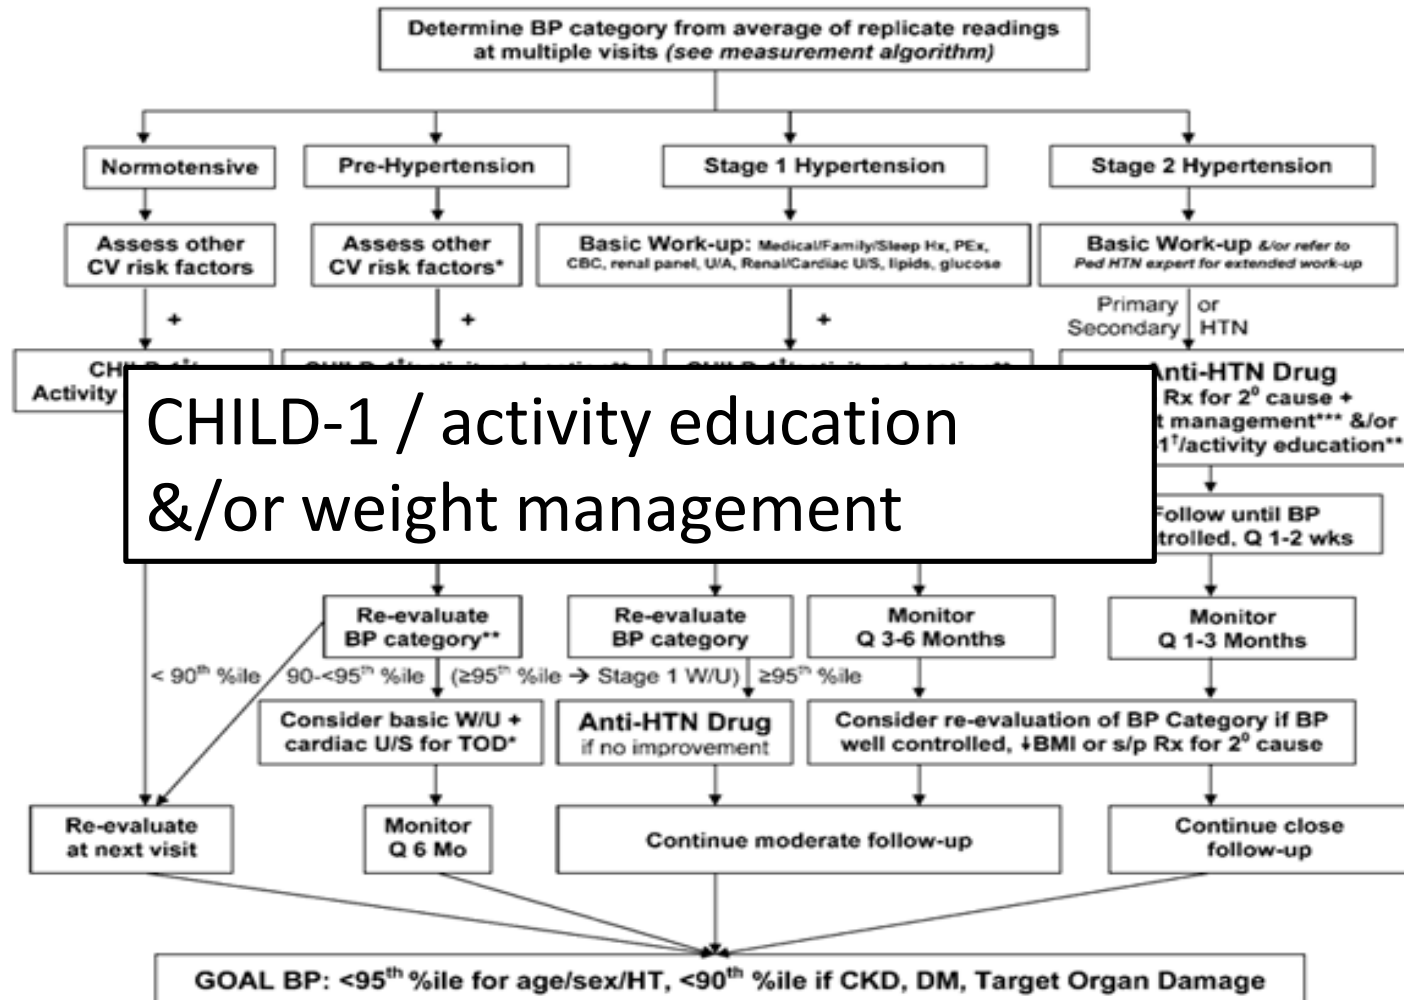 Determine BP category from average of replicate readings
at multiple visits (see measurement algorithm)
Normotensive
Pre-Hypertension
Stage 1 Hypertension
Stage 2 Hypertension
Assess other
CV risk factors
Assess other
CV risk factors*
Basic Work-up: Medical/Family/Sleep Hx, PEx,
CBC, renal panel, U/A, Renal/Cardiac U/S, lipids, glucose
Basic Work-up &/or refer to
Ped HTN expert for extended work-up
+
+
+
Primary or
Secondary HTN
Activity
Anti-HTN Drug
Rx for 2⁰ cause +
management*** &/or
1†/activity education**
CHILD-1 / activity education
&/or weight management
Follow until BP
Q 1-2 wks
Re-evaluate
BP category**
Re-evaluate
BP category
Monitor
Q 3-6 Months
Monitor
Q 1-3 Months
< 90th %ile
90-<95th %ile
(≥95th %ile → Stage 1 W/U)
≥95th %ile
Consider basic W/U +
cardiac U/S for TOD*
Anti-HTN Drug
if no improvement
Consider re-evaluation of BP Category if BP
well controlled, ↓BMI or s/p Rx for 2⁰ cause
Re-evaluate
at next visit
Monitor
Q 6 Mo
Continue moderate follow-up
Continue close
follow-up
GOAL BP: <95th %ile for age/sex/HT, <90th %ile if CKD, DM, Target Organ Damage